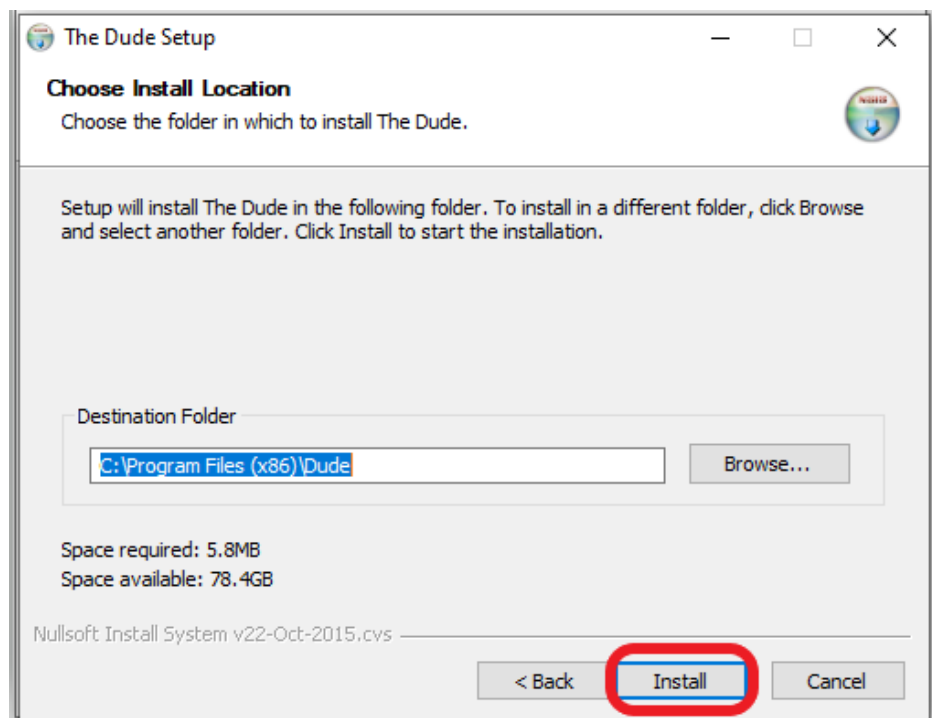 The Dude Setup
Choose Install Location
Choose the folder in which to install The Dude.
NSIS
Setup will install The Dude in the following folder. To install in a different folder, click Browse
and select another folder. Click Install to start the installation.
Destination Folder
C:\Program Files (x86)\Dude
Browse...
Space required: 5.8MB
Space available: 78.4GB
Nullsoft Install System v22-Oct-2015.cvs
< Back
Install
Cancel